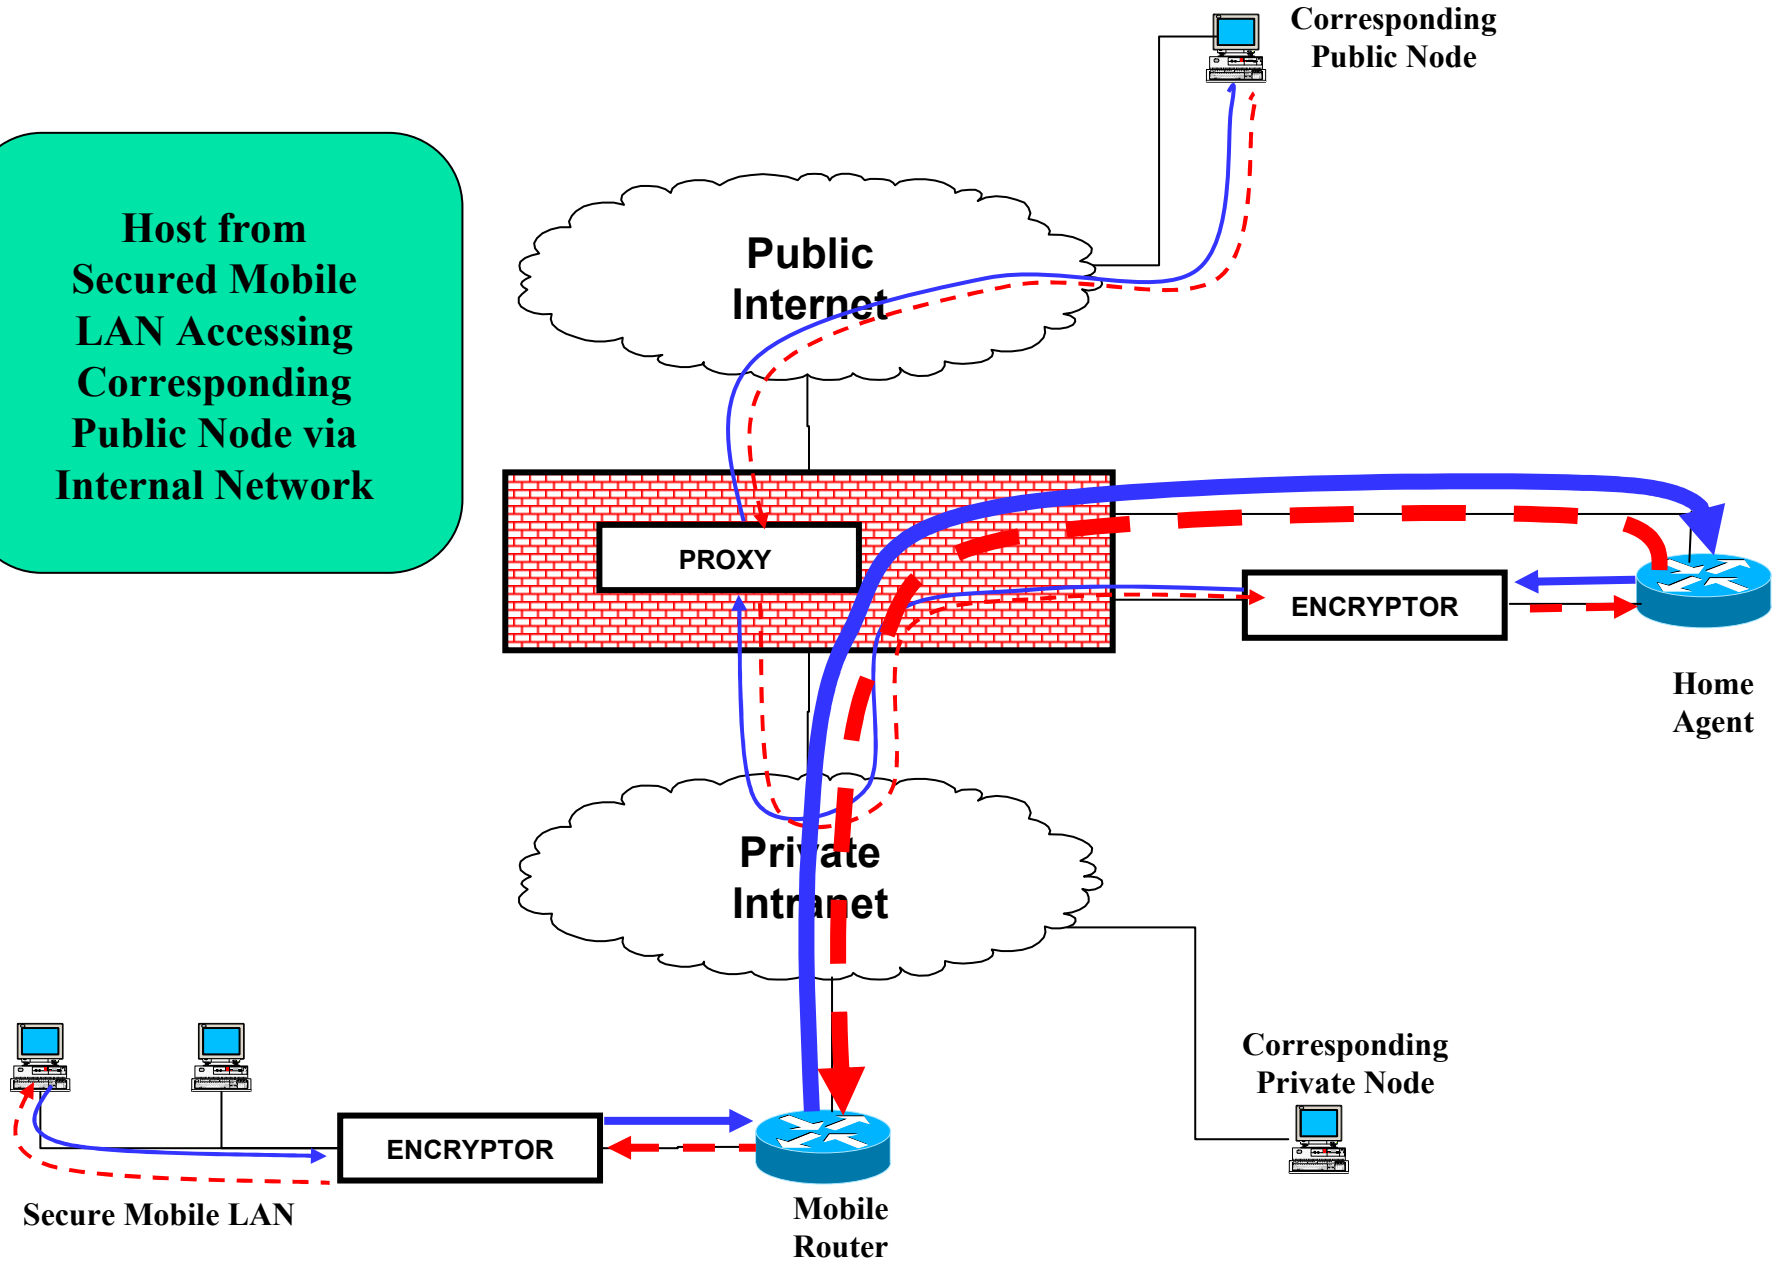 Corresponding
Public Node
Host from
Secured Mobile
LAN Accessing
Corresponding
Public Node via
Internal Network
Public
Internet
PROXY
ENCRYPTOR
Home
Agent
Private
Intranet
Corresponding
Private Node
ENCRYPTOR
Secure Mobile LAN
Mobile
Router